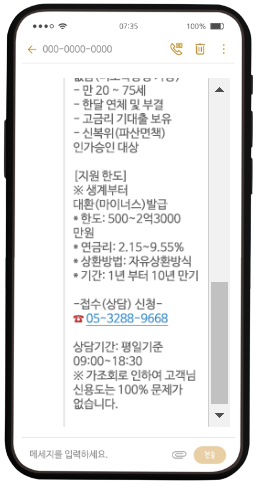 07:35
100%
000-0000-0000
- 만 20 ~ 75세
- 한달 연체 및 부결
- 고금리 기대출 보유
- 신복위(파산면책)
인가승인 대상
[지원 한도]
※ 생계부터
대환(마이너스)발급
* 한도: 500~2억3000
만원
* 연금리: 2.15~9.55%
* 상환방법: 자유상환방식
* 기간: 1년 부터 10년 만기
-접수(상담) 신청-
☎ 05-3288-9668
상담기간: 평일기준
09:00~18:30
※ 가조회로 인하여 고객님
신용도는 100% 문제가
없습니다.
메세지를 입력하세요.